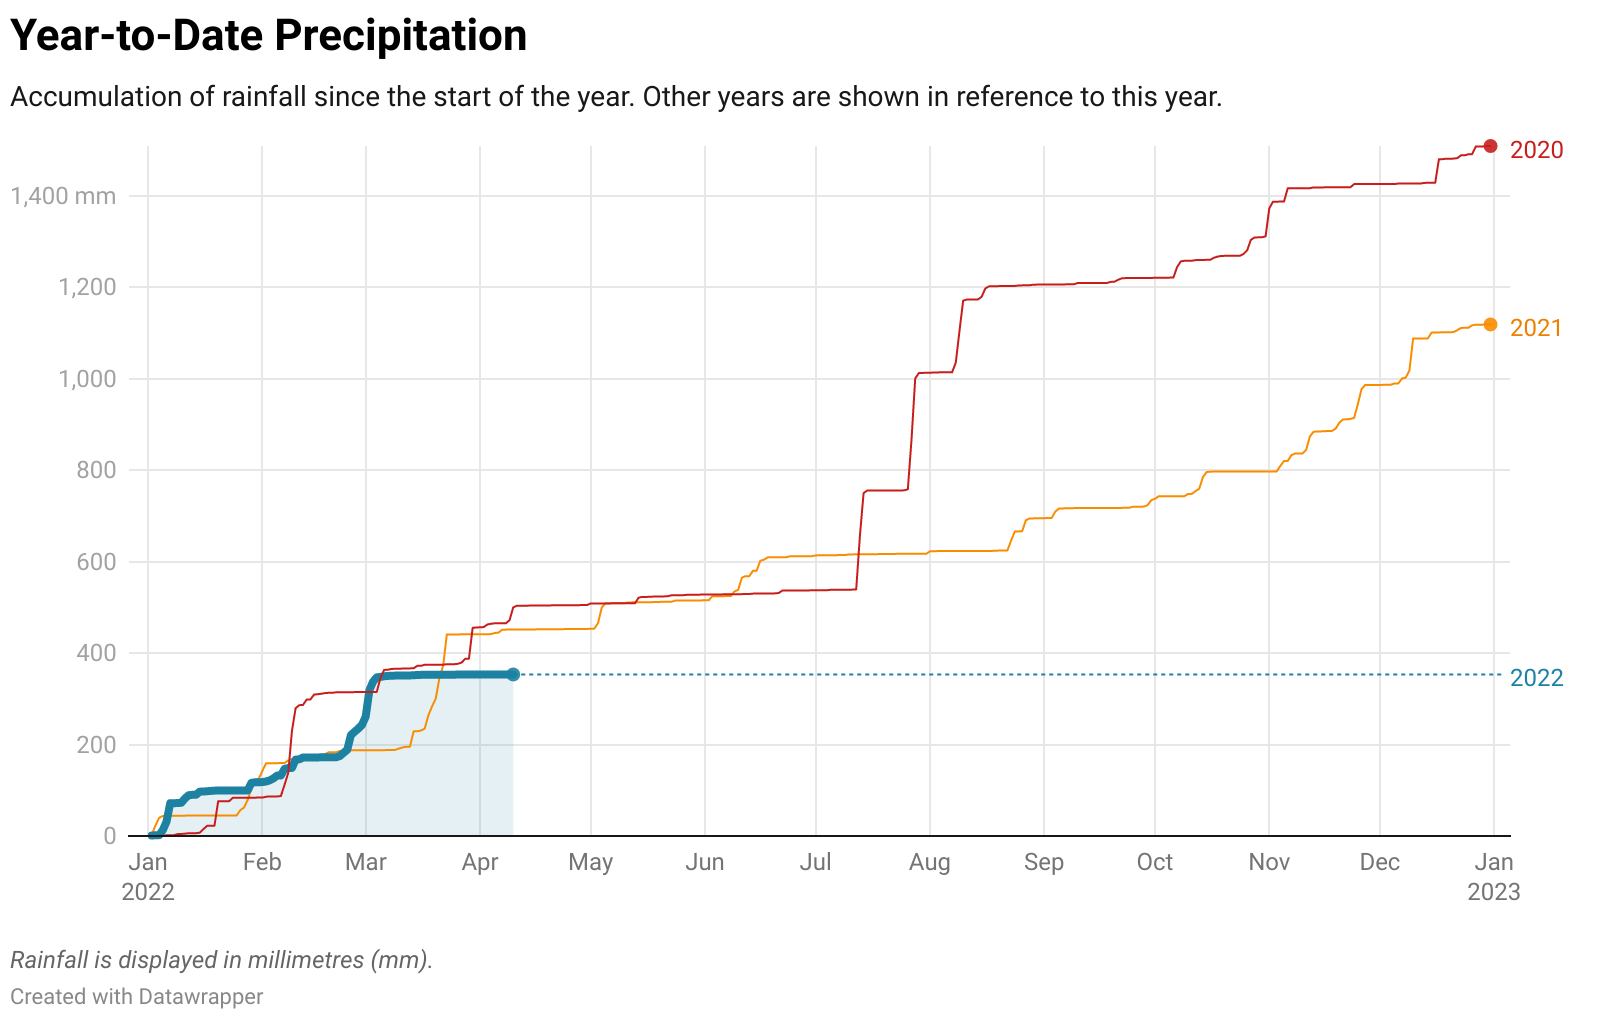 Year-to-Date Precipitation
Accumulation of rainfall since the start of the year. Other years are shown in reference to this year.
2020
1,400 mm
1,200
2021
1,000
800
600
400
2022
200
0
Jan Feb Mar Apr May Jun Jul Aug Sep Oct Nov Dec Jan
2022 2023
Rainfall is displayed in millimetres (mm).
Created with Datawrapper